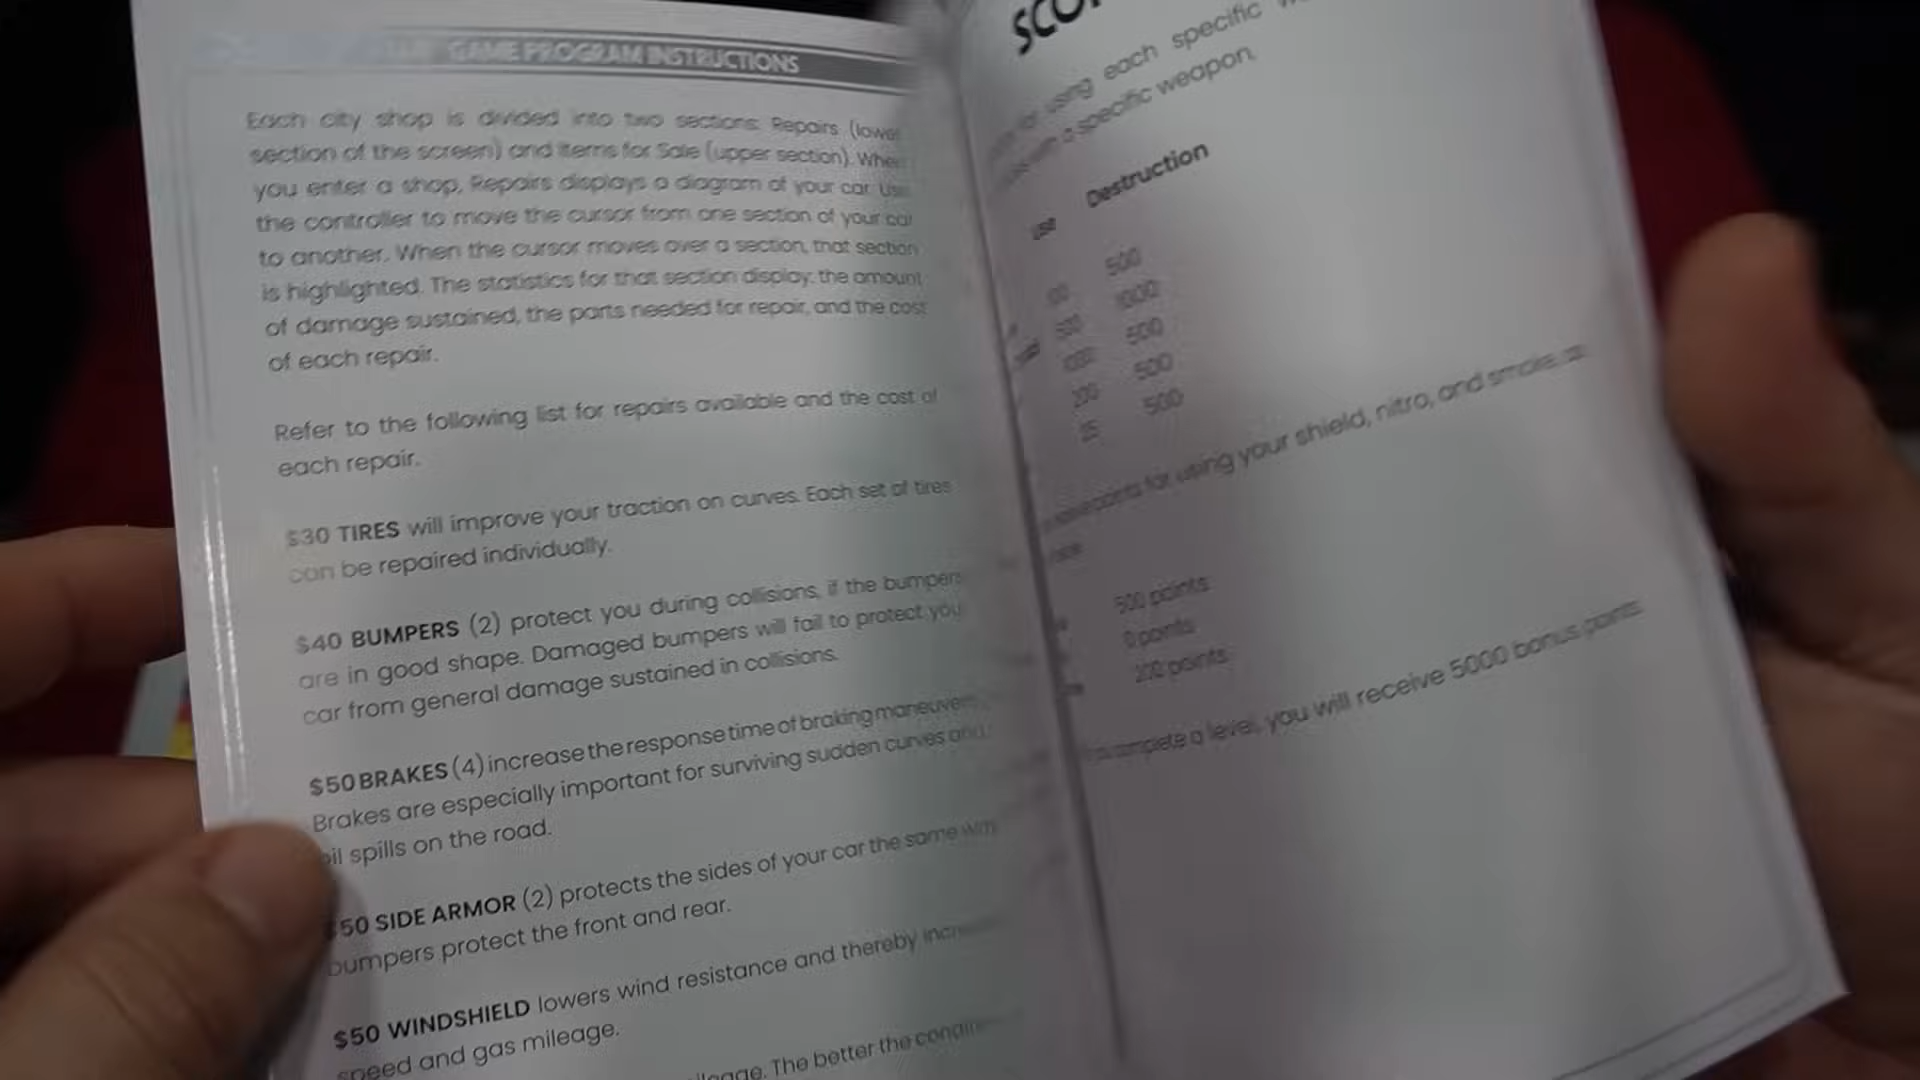 GAME PROGRAM INSTRUCTIONS
Each city shop is divided into two sections: Repairs (lower
section of the screen) and Items for Sale (upper section). When
you enter a shop, Repairs displays a diagram of your car. Use
the controller to move the cursor from one section of your car
to another. When the cursor moves over a section, that section
is highlighted. The statistics for that section display: the amount
of damage sustained, the parts needed for repair, and the cost
of each repair.
Refer to the following list for repairs available and the cost of
each repair.
$30 TIRES will improve your traction on curves. Each set of tires
can be repaired individually.
$40 BUMPERS (2) protect you during collisions, if the bumpers
are in good shape. Damaged bumpers will fail to protect you
car from general damage sustained in collisions.
$50 BRAKES (4) increase the response time of braking
Brakes are especially important for surviving sudden curves
oil spills on the road.
$50 SIDE ARMOR (2) protects the sides of your car the same
bumpers protect the front and rear.
$50 WINDSHIELD lowers wind resistance and thereby
speed and gas mileage.
The better the
for using each specific
with a specific weapon.
Use Destruction
500
1000
500
200 500
25 500
points for using your shield, nitro, and smoke
500 points
0 points
200 points
complete a level, you will receive 5000 bonus points